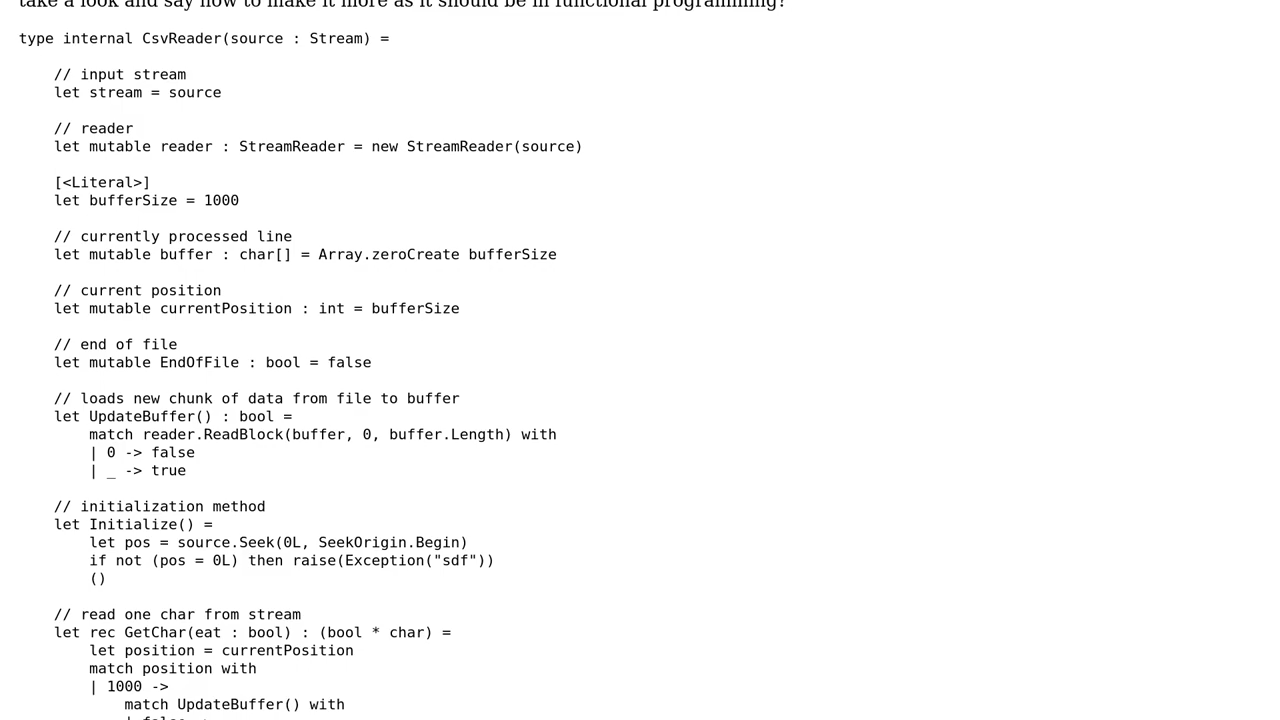 take a look and say how to make it more as it should be in functional programming?
type internal CsvReader(source : Stream) =
// input stream
let stream = source
// reader
let mutable reader : StreamReader = new StreamReader(source)
[<Literal>]
let bufferSize = 1000
// currently processed line
let mutable buffer : char[] = Array.zeroCreate bufferSize
// current position
let mutable currentPosition : int = bufferSize
// end of file
let mutable EndOfFile : bool = false
// loads new chunk of data from file to buffer
let UpdateBuffer() : bool =
match reader.ReadBlock(buffer, 0, buffer.Length) with
| 0 -> false
| _ -> true
// initialization method
let Initialize() =
let pos = source.Seek(0L, SeekOrigin.Begin)
if not (pos = 0L) then raise(Exception("sdf"))
()
// read one char from stream
let rec GetChar(eat : bool) : (bool * char) =
let position = currentPosition
match position with
| 1000 ->
match UpdateBuffer() with
| false ->